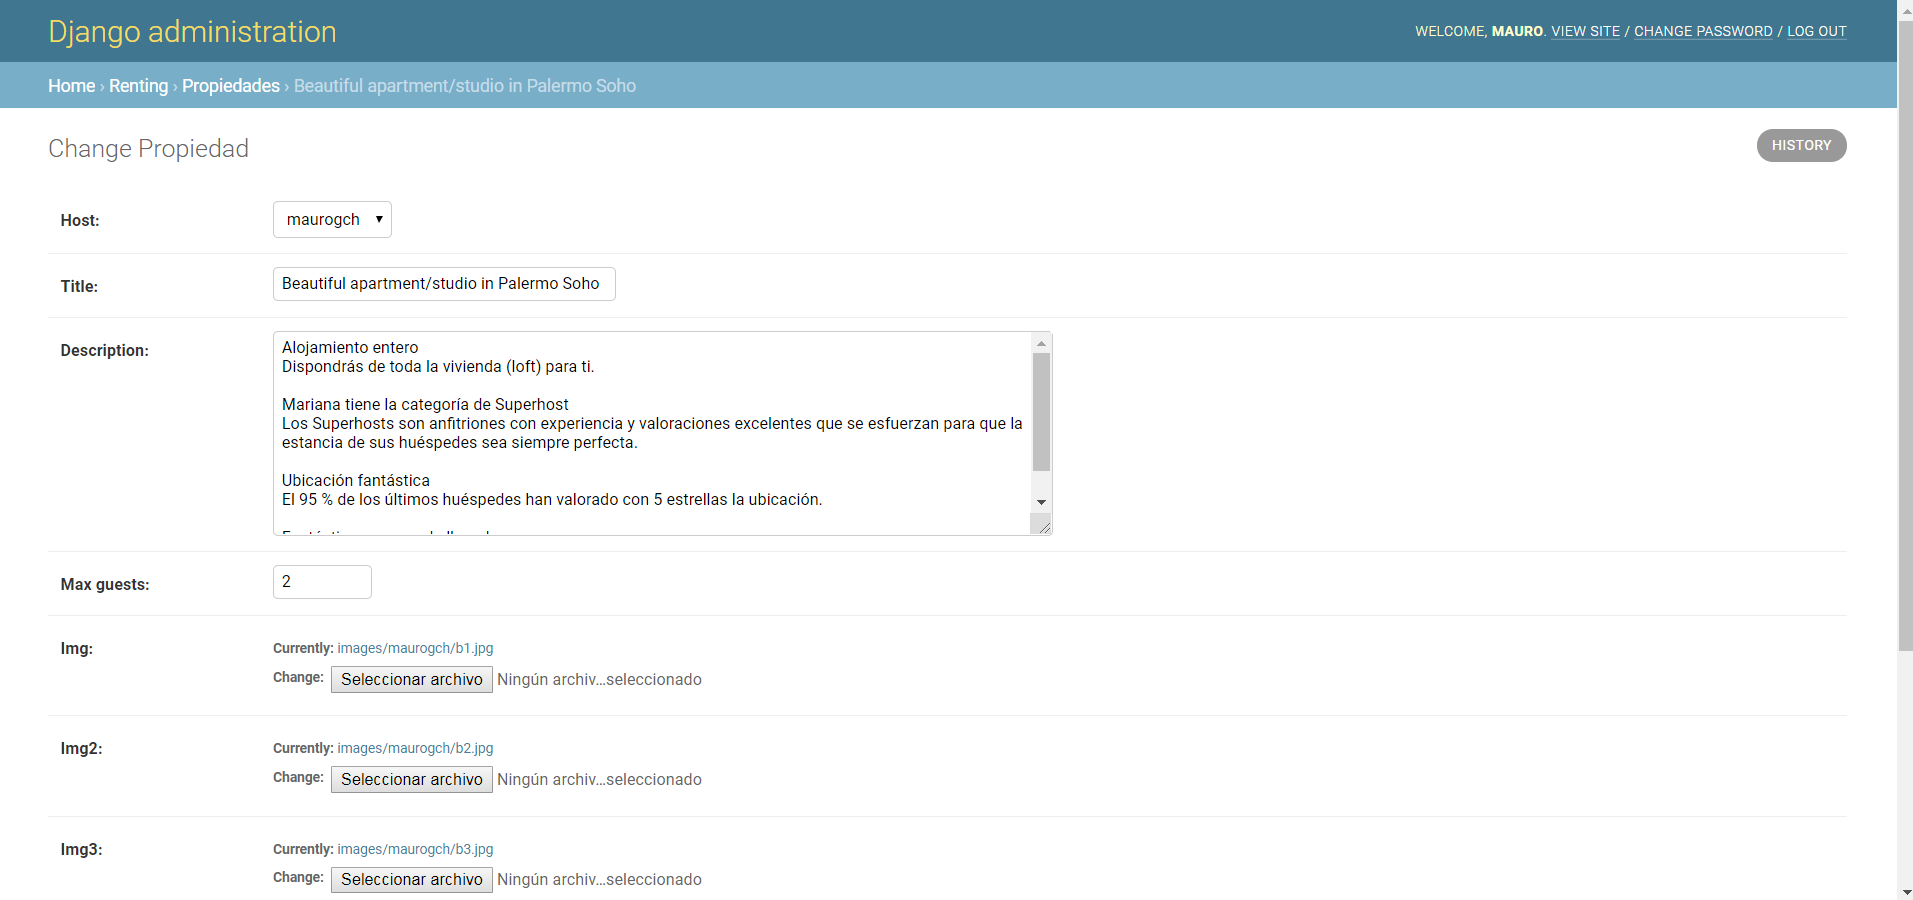 Django administration
WELCOME, MAURO. VIEW SITE / CHANGE PASSWORD / LOG OUT
Home › Renting › Propiedades › Beautiful apartment/studio in Palermo Soho
Change Propiedad
HISTORY
Host:
maurogch
Title:
Beautiful apartment/studio in Palermo Soho
Description:
Alojamiento entero
Dispondrás de toda la vivienda (loft) para ti.
Mariana tiene la categoría de Superhost
Los Superhosts son anfitriones con experiencia y valoraciones excelentes que se esfuerzan para que la
estancia de sus huéspedes sea siempre perfecta.
Ubicación fantástica
El 95 % de los últimos huéspedes han valorado con 5 estrellas la ubicación.
Max guests:
2
Img:
Currently: images/maurogch/b1.jpg
Change: Seleccionar archivo Ningún archiv...seleccionado
Img2:
Currently: images/maurogch/b2.jpg
Change: Seleccionar archivo Ningún archiv...seleccionado
Img3:
Currently: images/maurogch/b3.jpg
Change: Seleccionar archivo Ningún archiv...seleccionado